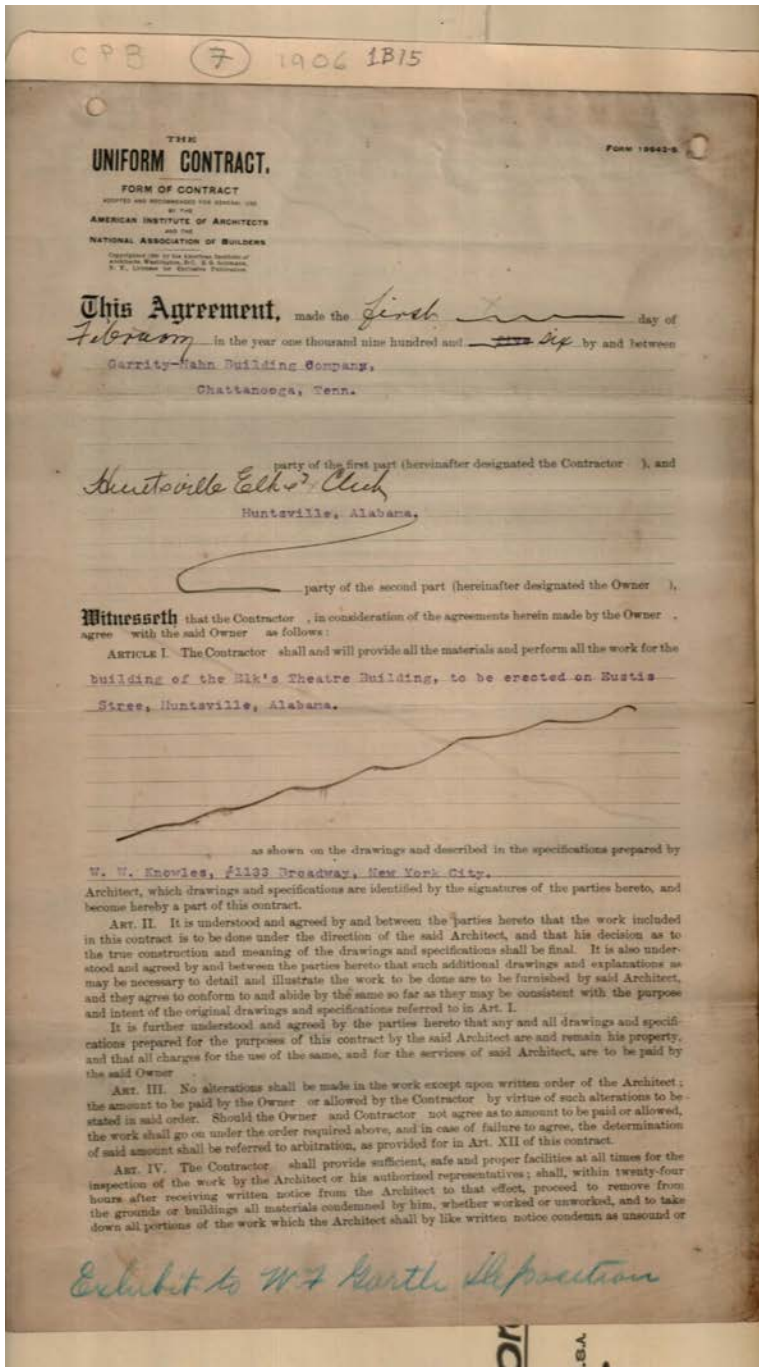 CPB 7 1906 1B15
THE
UNIFORM CONTRACT,
FORM OF CONTRACT
ADOPTED AND RECOMMENDED FOR GENERAL USE
BY THE
AMERICAN INSTITUTE OF ARCHITECTS
AND THE
NATIONAL ASSOCIATION OF BUILDERS
FORM
This Agreement, made the first day of
February in the year one thousand nine hundred and five six by and between
Garrity-Hahn Building Company,
Chattanooga, Tenn.
party of the first part (hereinafter designated the Contractor ), and
Huntsville Elks' Club
Huntsville, Alabama.
party of the second part (hereinafter designated the Owner ),
Witnesseth that the Contractor , in consideration of the agreements herein made by the Owner ,
agree with the said Owner as follows :
ARTICLE I. The Contractor shall and will provide all the materials and perform all the work for the
building of the Elk's Theatre Building, to be erected on Eustis
Stree, Huntsville, Alabama.
as shown on the drawings and described in the specifications prepared by
W. W. Knowles, #1133 Broadway, New York City.
Architect, which drawings and specifications are identified by the signatures of the parties hereto, and
become hereby a part of this contract.
ART. II. It is understood and agreed by and between the parties hereto that the work included
in this contract is to be done under the direction of the said Architect, and that his decision as to
the true construction and meaning of the drawings and specifications shall be final. It is also under-
stood and agreed by and between the parties hereto that such additional drawings and explanations as
may be necessary to detail and illustrate the work to be done are to be furnished by said Architect,
and they agree to conform to and abide by the same so far as they may be consistent with the purpose
and intent of the original drawings and specifications referred to in Art. I.
It is further understood and agreed by the parties hereto that any and all drawings and specifi-
cations prepared for the purposes of this contract by the said Architect are and remain his property,
and that all charges for the use of the same, and for the services of said Architect, are to be paid by
the said Owner .
ART. III. No alterations shall be made in the work except upon written order of the Architect ;
the amount to be paid by the Owner or allowed by the Contractor by virtue of such alterations to be
stated in said order. Should the Owner and Contractor not agree as to amount to be paid or allowed,
the work shall go on under the order required above, and in case of failure to agree, the determination
of said amount shall be referred to arbitration, as provided for in Art. XII of this contract.
ART. IV. The Contractor shall provide sufficient, safe and proper facilities at all times for the
inspection of the work by the Architect or his authorized representatives ; shall, within twenty-four
hours after receiving written notice from the Architect to that effect, proceed to remove from
the grounds or buildings all materials condemned by him, whether worked or unworked, and to take
down all portions of the work which the Architect shall by like written notice condemn as unsound or
Exhibit to W F Garth Deposition